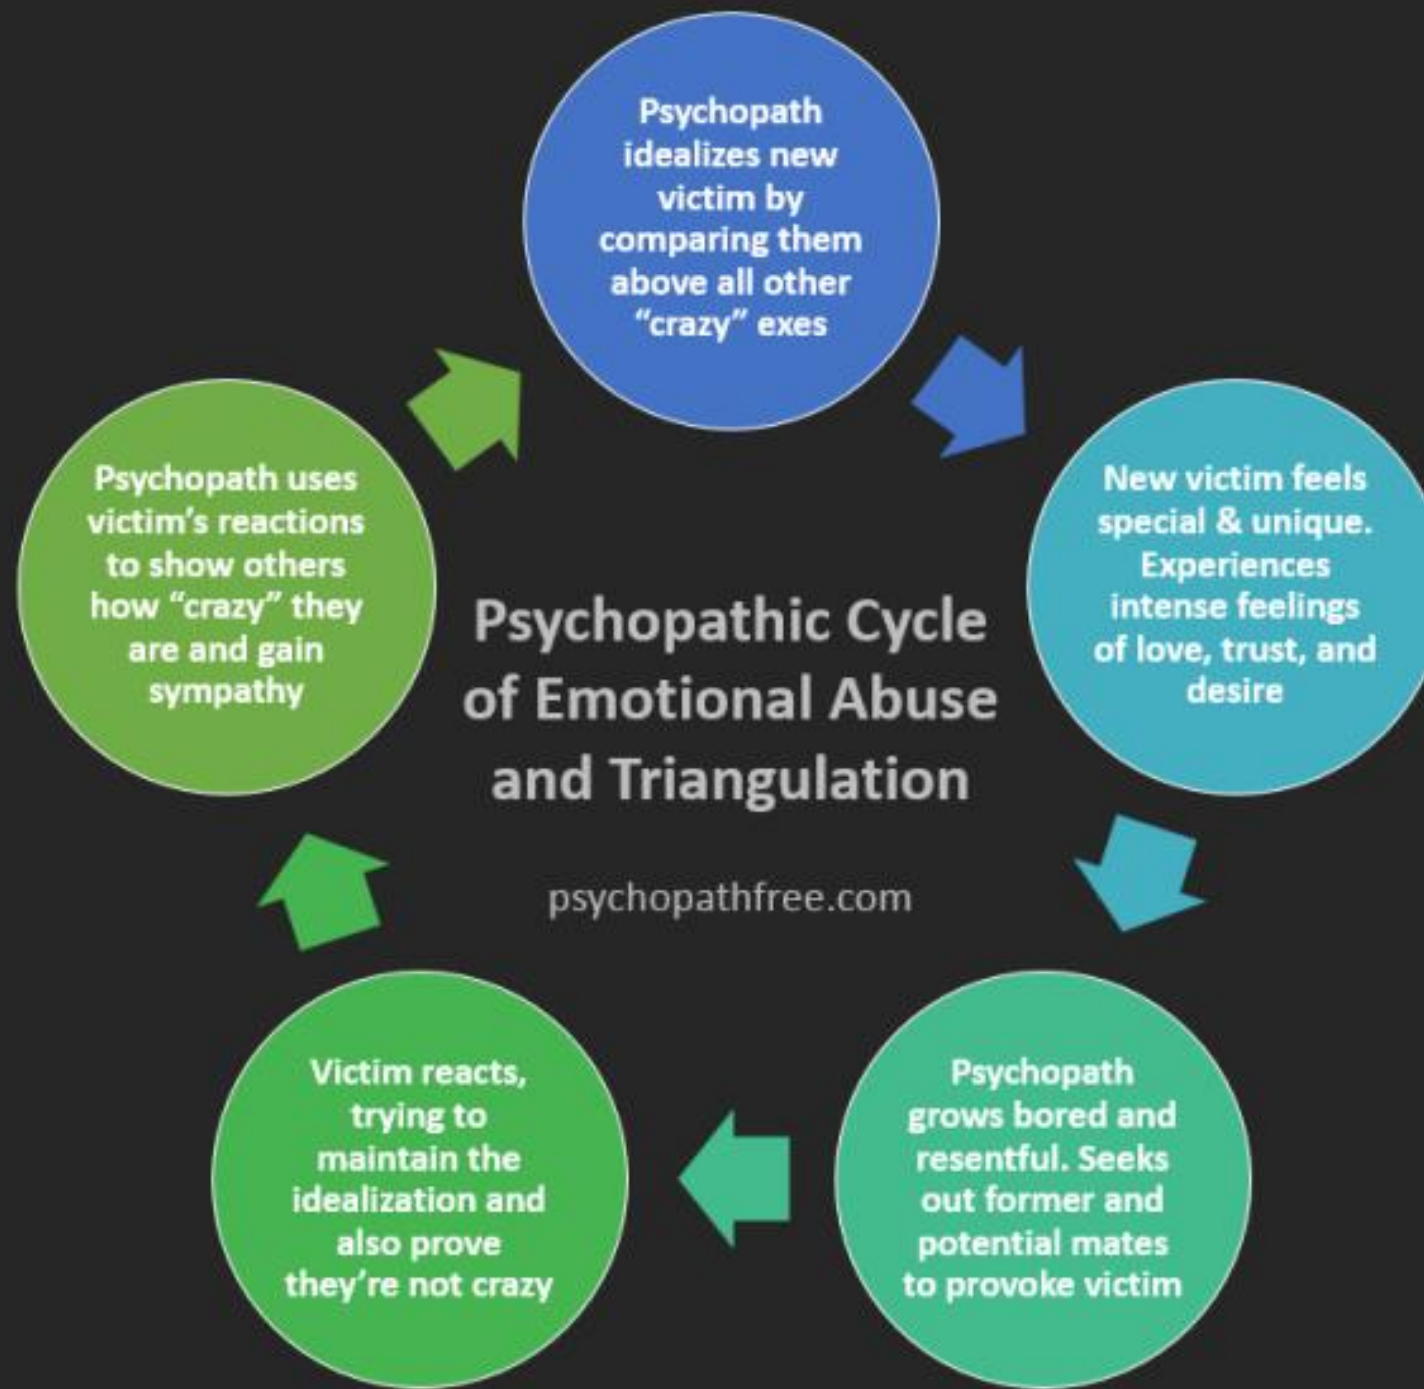 Psychopath
idealizes new
victim by
comparing them
above all other
“crazy” exes
New victim feels
special & unique.
Experiences
intense feelings
of love, trust, and
desire
Psychopath
grows bored and
resentful. Seeks
out former and
potential mates
to provoke victim
Victim reacts,
trying to
maintain the
idealization and
also prove
they’re not crazy
Psychopath uses
victim’s reactions
to show others
how “crazy” they
are and gain
sympathy
Psychopathic Cycle
of Emotional Abuse
and Triangulation
psychopathfree.com